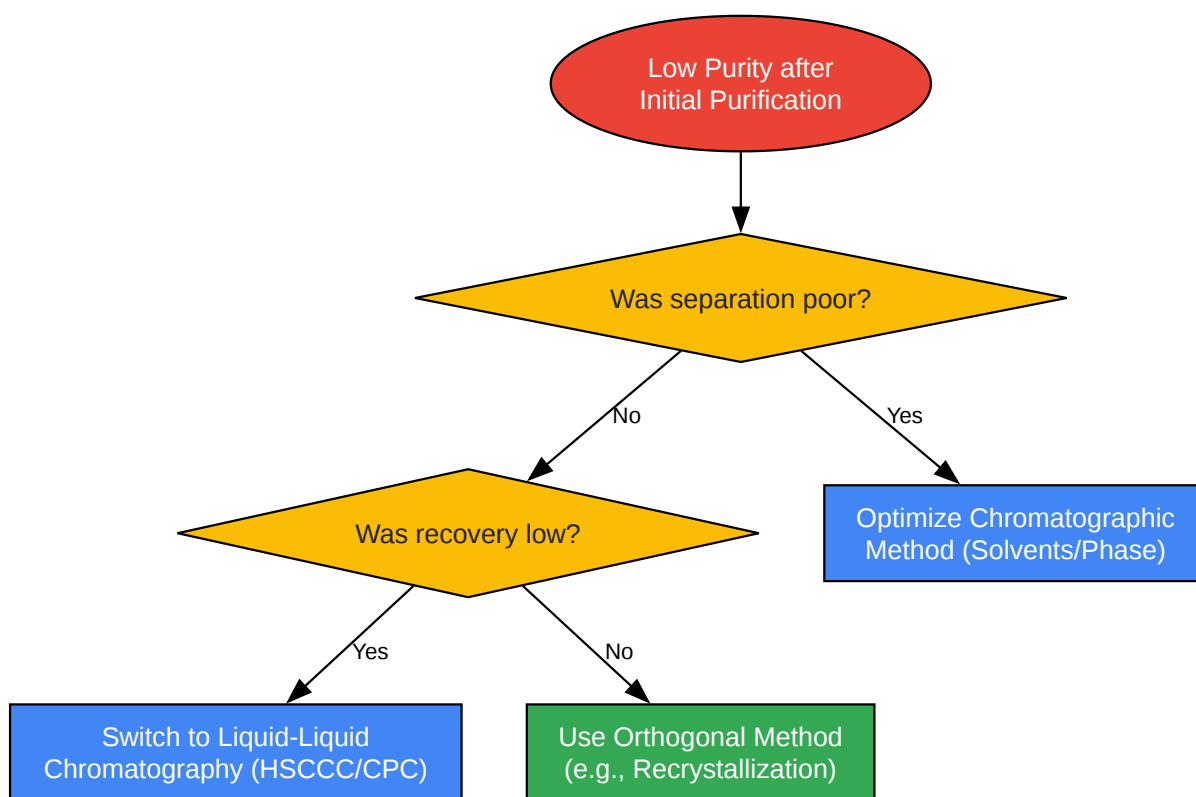 Low Purity after
Initial Purification
Was separation poor?
No
Yes
Was recovery low?
Optimize Chromatographic
Method (Solvents/Phase)
Yes
No
Switch to Liquid-Liquid
Chromatography (HSCCC/CPC)
Use Orthogonal Method
(e.g., Recrystallization)